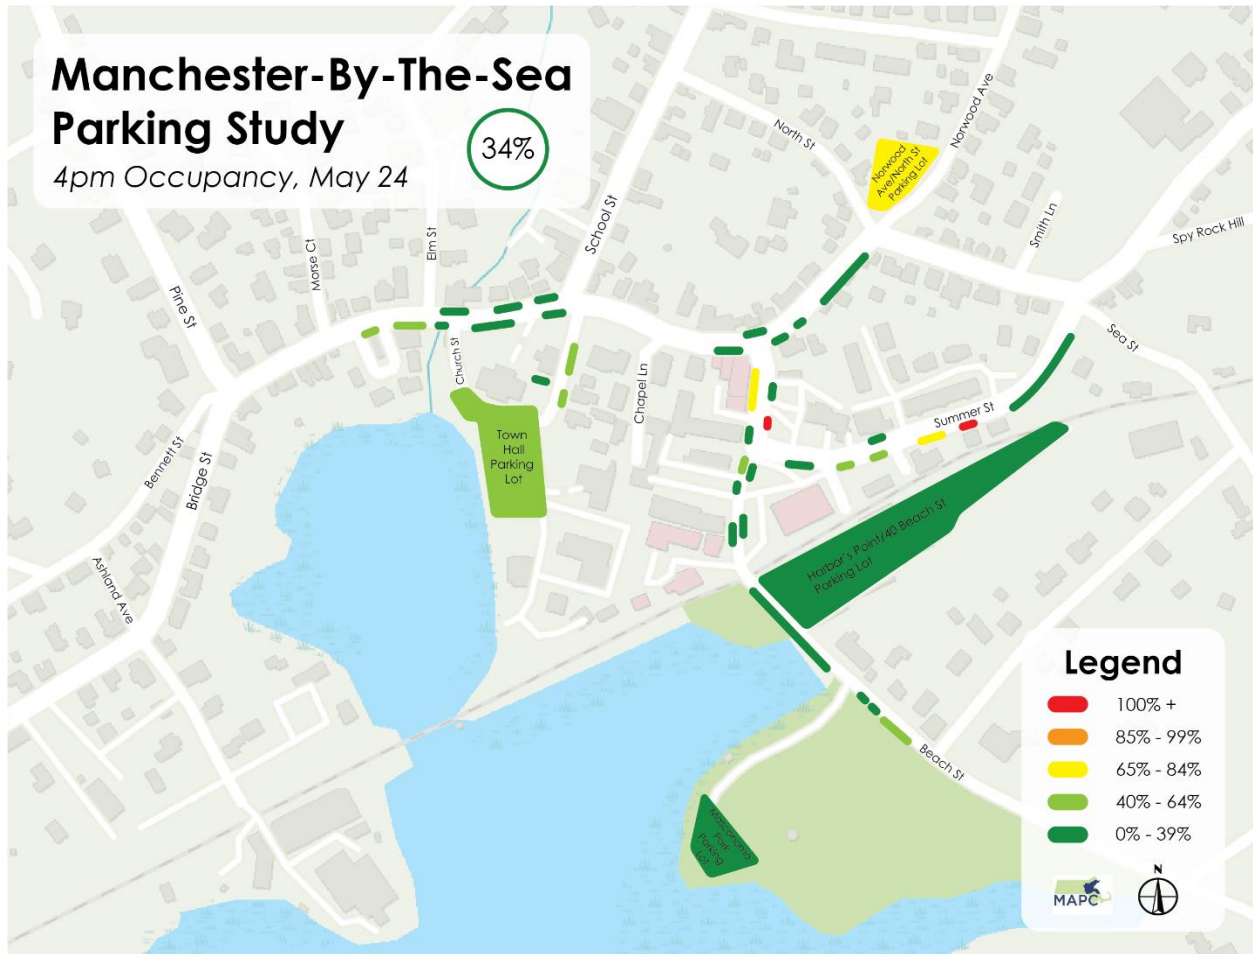 Manchester-By-The-Sea
Parking Study
4pm Occupancy, May 24
34%
School St
North St
Norwood Ave
Norwood
Ave/North St
Parking Lot
Smith Ln
Spy Rock Hill
Sea St
Pine St
Morse Ct
Elm St
Church St
Chapel Ln
Summer St
Bennett St
Bridge St
Ashland Ave
Town
Hall
Parking
Lot
Harbor's Point/40 Beach St
Parking Lot
Masconomo
Park
Parking
Lot
Beach St
Legend
100% +
85% - 99%
65% - 84%
40% - 64%
0% - 39%
MAPC
N